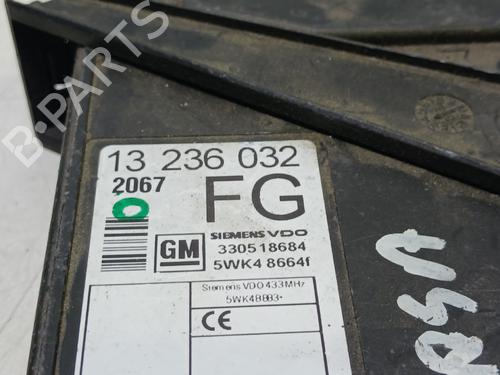 B-PARTS
13 236 032
2067
FG
GM
SIEMENS VDO
330518684
5WK4 8664f
Siemens VDO 433MHz
5WK48883*
CE